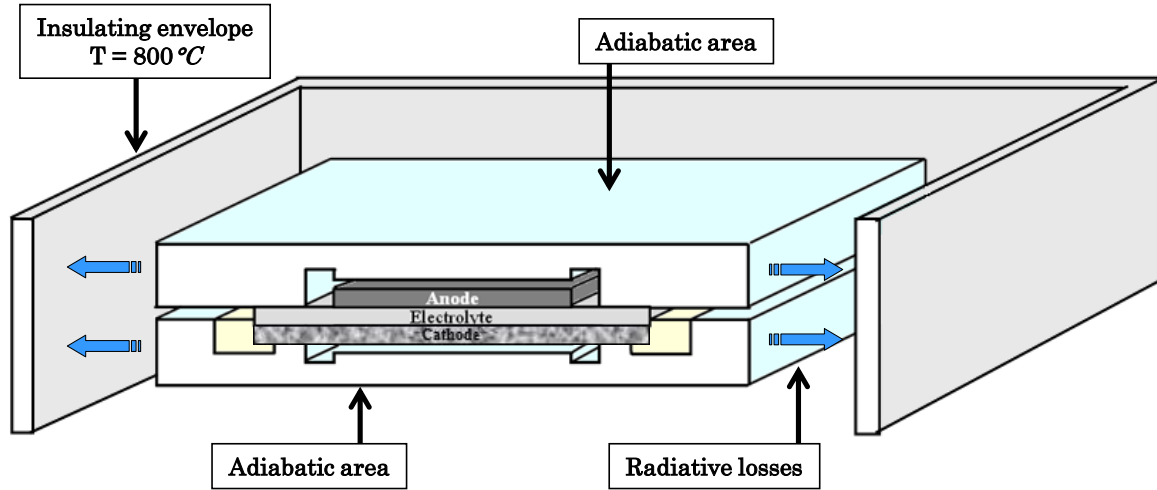 Insulating envelope
T = 800 °C
Adiabatic area
Anode
Electrolyte
Cathode
Adiabatic area
Radiative losses